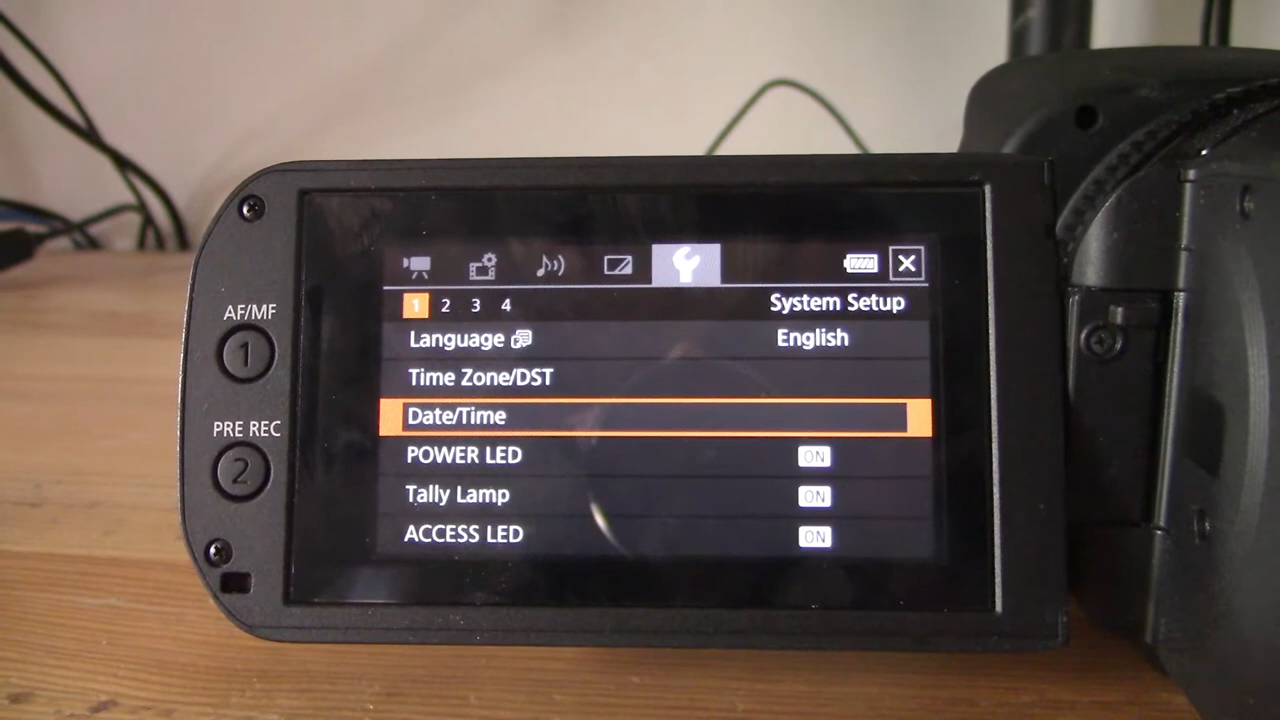 1 2 3 4 System Setup
Language English
Time Zone/DST
Date/Time
POWER LED ON
Tally Lamp ON
ACCESS LED ON
AF/MF
1
PRE REC
2